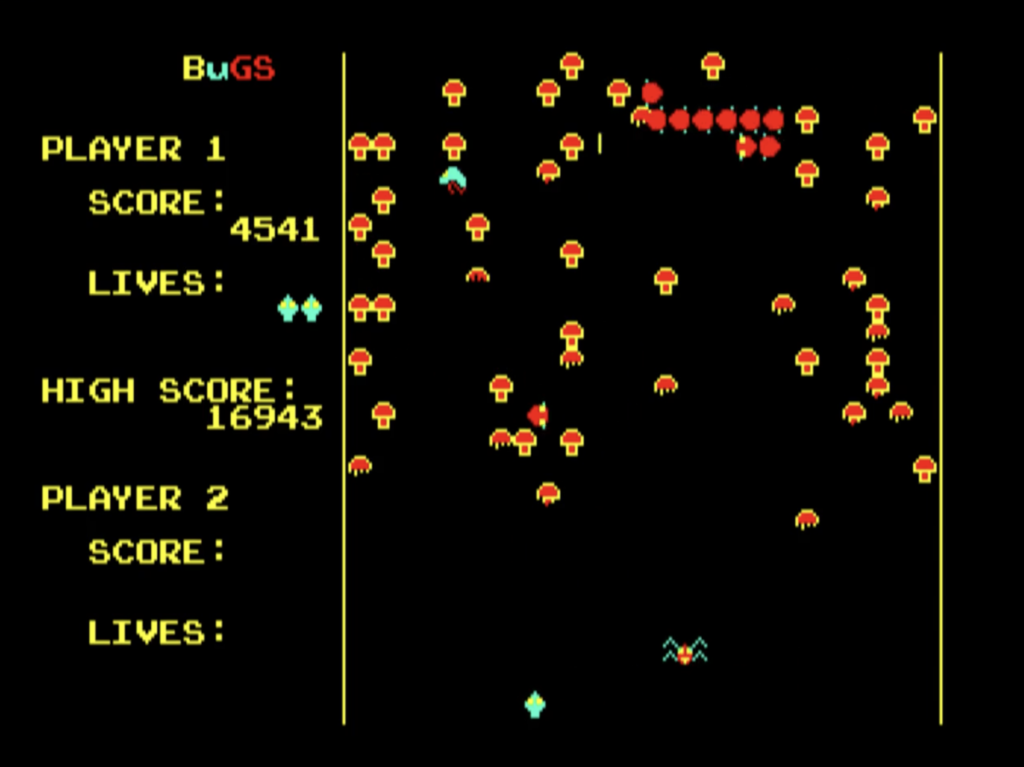 BuGS
PLAYER 1
SCORE:
4541
LIVES:
HIGH SCORE:
16943
PLAYER 2
SCORE:
LIVES: